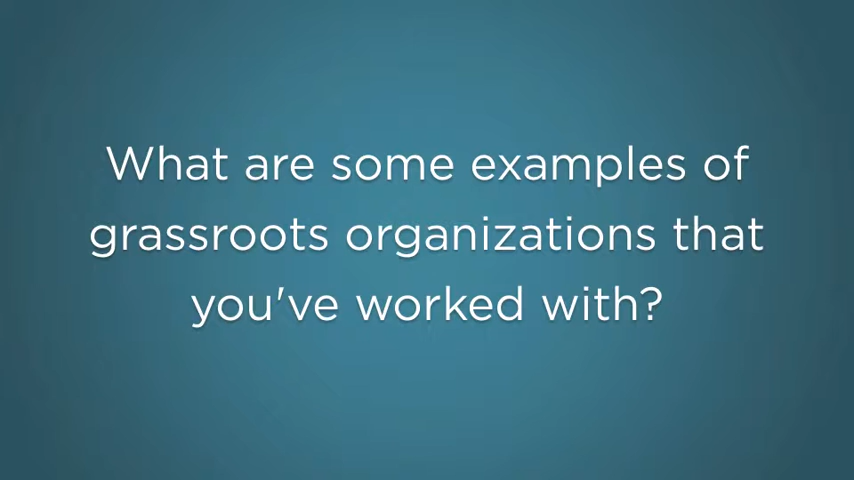 What are some examples of
grassroots organizations that
you've worked with?